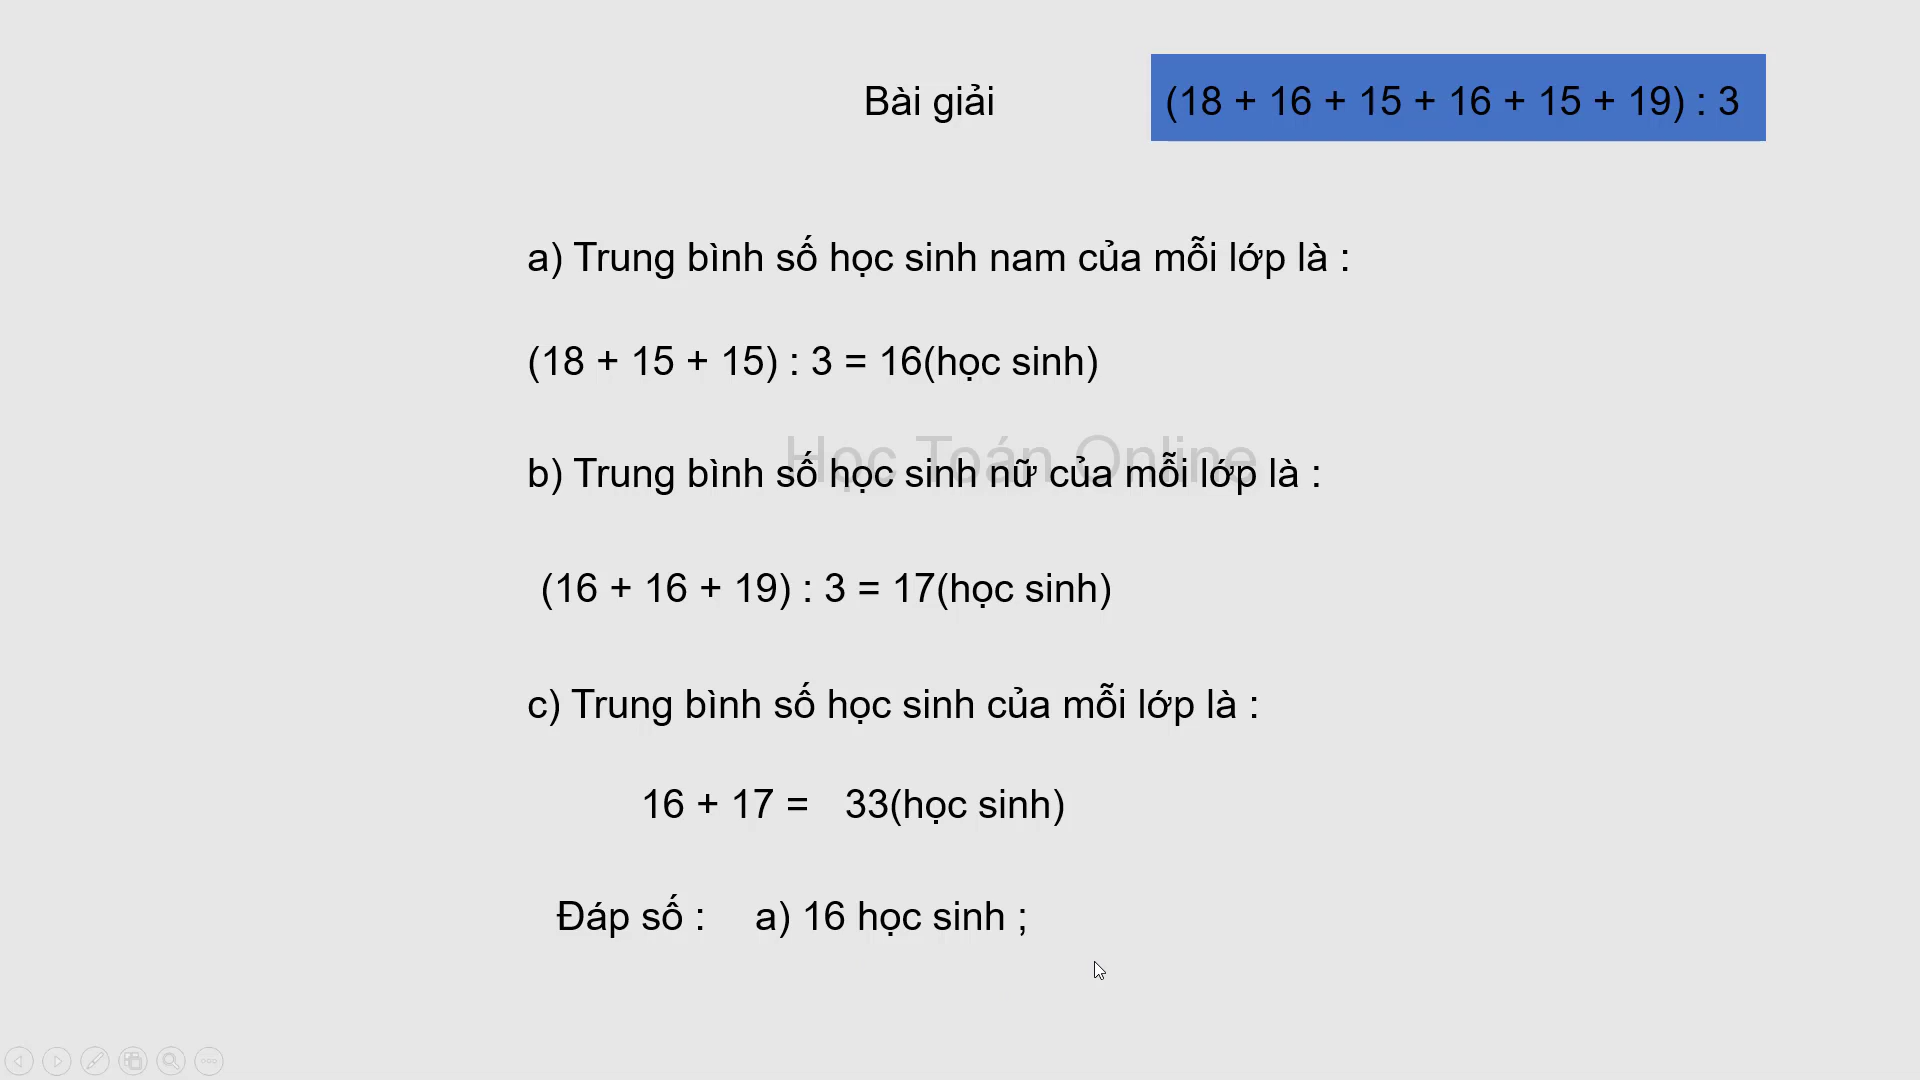 Bài giải
(18 + 16 + 15 + 16 + 15 + 19) : 3
a) Trung bình số học sinh nam của mỗi lớp là :
(18 + 15 + 15) : 3 = 16(học sinh)
Học Toán Online
b) Trung bình số học sinh nữ của mỗi lớp là :
(16 + 16 + 19) : 3 = 17(học sinh)
c) Trung bình số học sinh của mỗi lớp là :
16 + 17 = 33(học sinh)
Đáp số : a) 16 học sinh ;